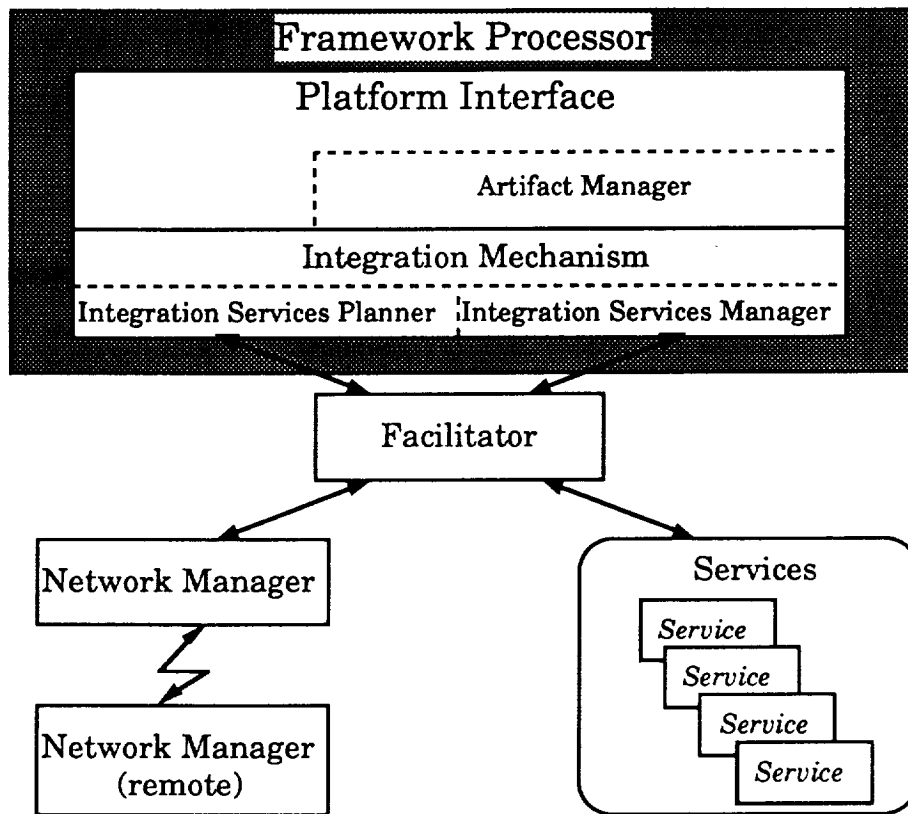 Framework Processor
Platform Interface
Artifact Manager
Integration Mechanism
Integration Services Planner
Integration Services Manager
Facilitator
Network Manager
Services
Service
Service
Service
Service
Network Manager
(remote)